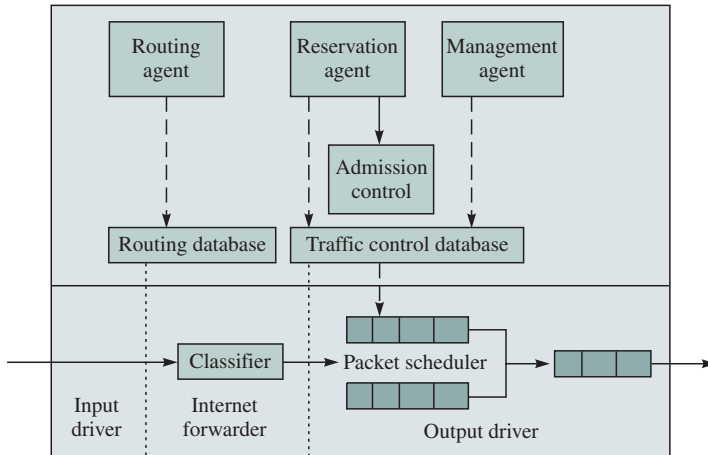 Routing
agent
Reservation
agent
Management
agent
Admission
control
Routing database
Traffic control database
Classifier
Packet scheduler
Input
driver
Internet
forwarder
Output driver